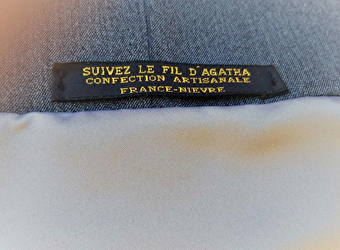 SUIVEZ LE FIL D'AGATHA
CONFECTION ARTISANALE
FRANCE-NIEVRE